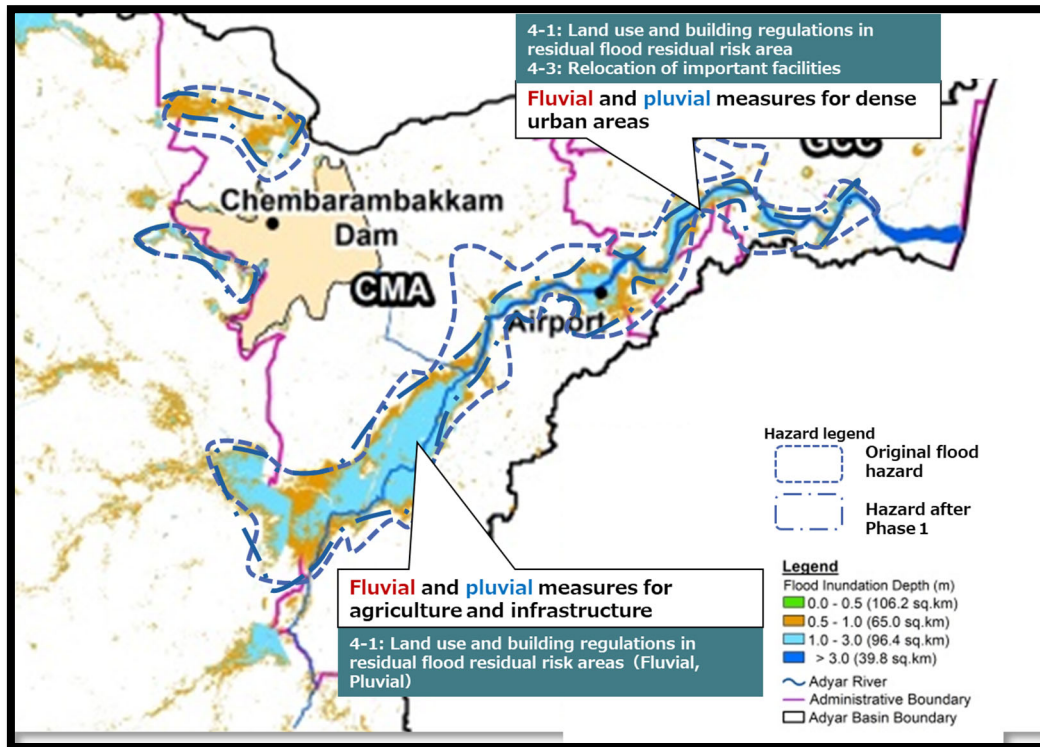 4-1: Land use and building regulations in
residual flood residual risk area
4-3: Relocation of important facilities
Fluvial and pluvial measures for dense
urban areas
GCC
Chembarambakkam
Dam
CMA
Airport
Hazard legend
Original flood
hazard
Hazard after
Phase 1
Fluvial and pluvial measures for
agriculture and infrastructure
4-1: Land use and building regulations in
residual flood residual risk areas (Fluvial,
Pluvial)
Legend
Flood Inundation Depth (m)
0.0 - 0.5 (106.2 sq.km)
0.5 - 1.0 (65.0 sq.km)
1.0 - 3.0 (96.4 sq.km)
> 3.0 (39.8 sq.km)
Adyar River
Administrative Boundary
Adyar Basin Boundary